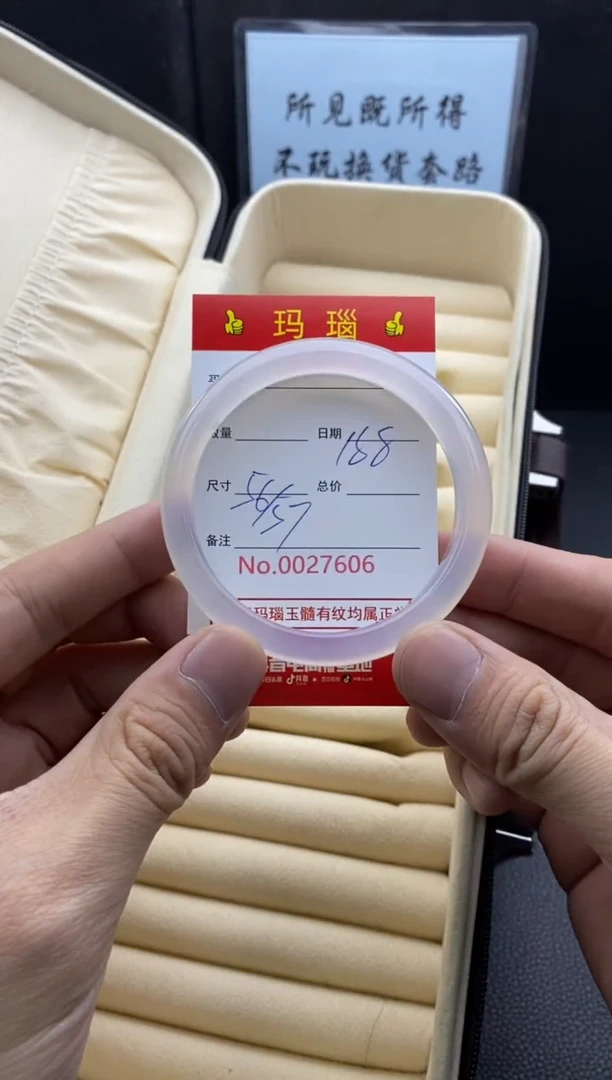 所见既所得
不玩换货套路
玛瑙
数量 日期 168
尺寸 56/57 总价
备注
No.0027606
玛瑙玉髓有纹均属正